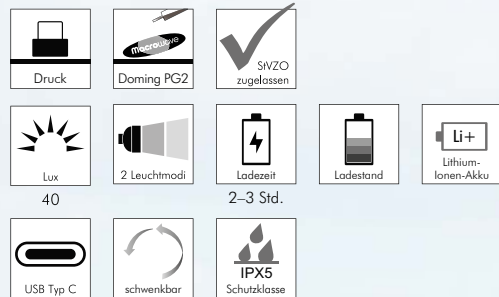 Druck
Macrowave
Doming PG2
StVZO
zugelassen
Lux
40
2 Leuchtmodi
Ladezeit
2–3 Std.
Ladestand
Li+
Lithium-
Ionen-Akku
USB Typ C
schwenkbar
IPX5
Schutzklasse